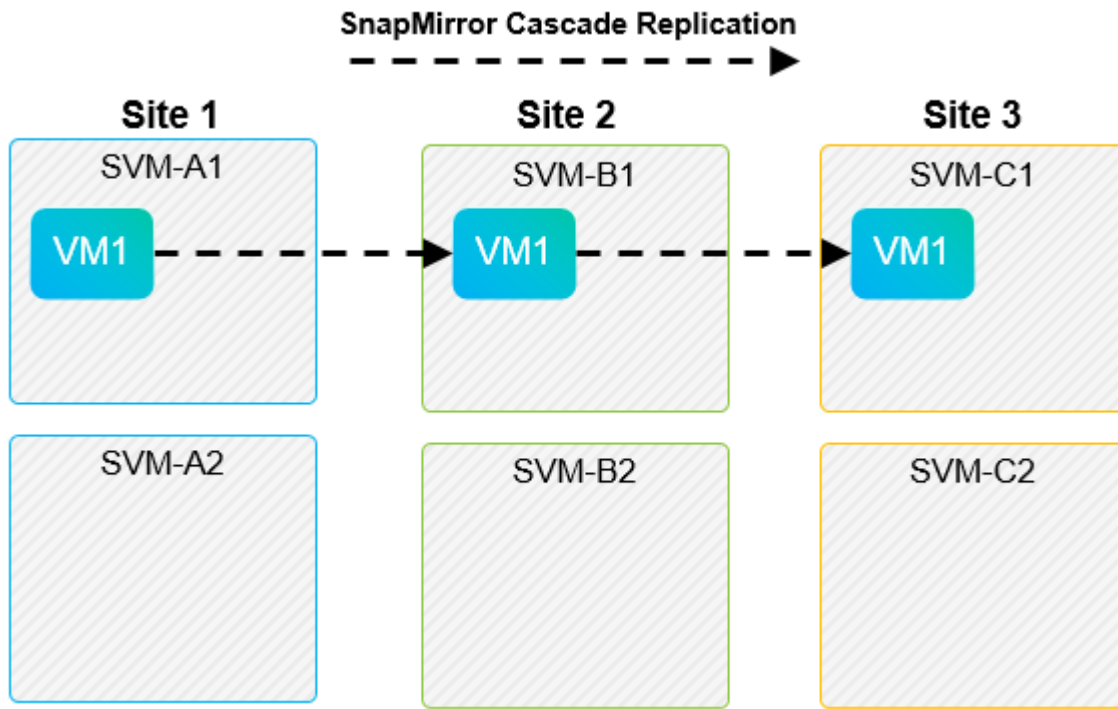 SnapMirror Cascade Replication
Site 1
Site 2
Site 3
SVM-A1
SVM-B1
SVM-C1
VM1
VM1
VM1
SVM-A2
SVM-B2
SVM-C2